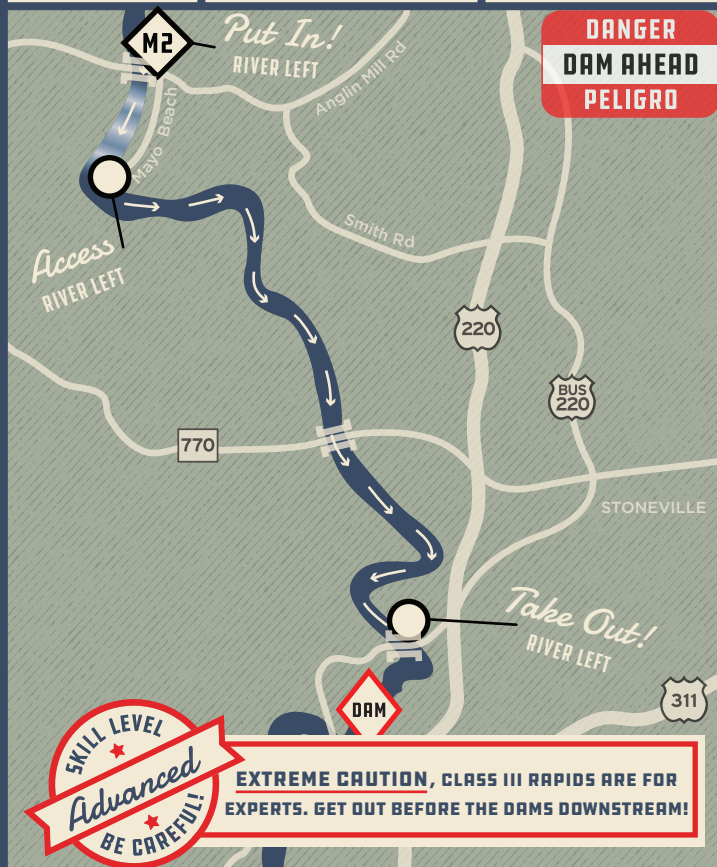 M2
Put In!
RIVER LEFT
DANGER
DAM AHEAD
PELIGRO
Anglin Mill Rd
Mayo Beach
Smith Rd
Access
RIVER LEFT
220
BUS
220
770
STONEVILLE
Take Out!
RIVER LEFT
311
DAM
SKILL LEVEL
Advanced
BE CAREFUL!
EXTREME CAUTION, CLASS III RAPIDS ARE FOR
EXPERTS. GET OUT BEFORE THE DAMS DOWNSTREAM!